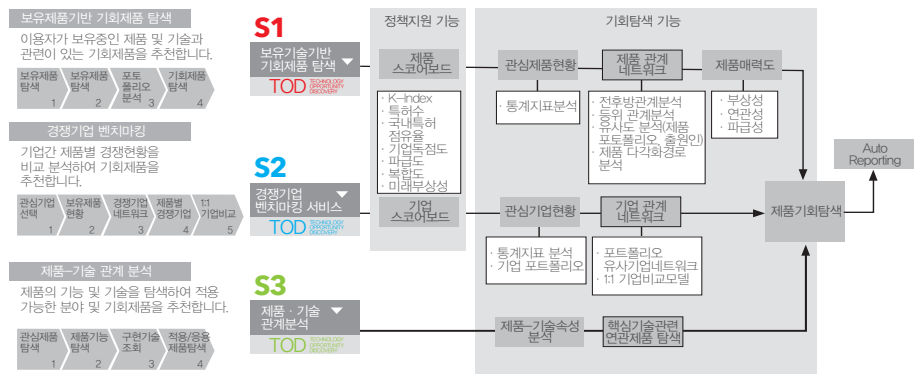 보유제품기반 기회제품 탐색
이용자가 보유중인 제품 및 기술과
관련이 있는 기회제품을 추천합니다.
보유제품
탐색
1
보유제품
탐색
2
포토
폴리오
분석 3
기회제품
탐색
4
경쟁기업 벤치마킹
기업간 제품별 경쟁현황을
비교 분석하여 기회제품을
추천합니다.
관심기업
선택
1
보유제품
현황
2
경쟁기업
네트워크
3
제품별
경쟁기업
4
1:1
기업비교
5
제품–기술 관계 분석
제품의 기능 및 기술을 탐색하여 적용
가능한 분야 및 기회제품을 추천합니다.
관심제품
탐색
1
제품기능
탐색
2
구현기술
조회
3
적용/응용
제품탐색
4
S1
보유기술기반
기회제품 탐색
TOD TECHNOLOGY
OPPORTUNITY
DISCOVERY
S2
경쟁기업
벤치마킹 서비스
TOD TECHNOLOGY
OPPORTUNITY
DISCOVERY
S3
제품 · 기술
관계분석
TOD TECHNOLOGY
OPPORTUNITY
DISCOVERY
정책지원 기능
제품
스코어보드
· K–Index
· 특허수
· 국내특허
점유율
· 기업독점도
· 파급도
· 복합도
· 미래부상성
기업
스코어보드
기회탐색 기능
관심제품현황
· 통계지표분석
제품 관계
네트워크
· 전후방관계분석
· 등위 관계분석
· 유사도 분석(제품
포토폴리오, 출원인)
· 제품 다각화경로
분석
제품매력도
· 부상성
· 연관성
· 파급성
관심기업현황
· 통계지표 분석
· 기업 포트폴리오
기업 관계
네트워크
· 포트폴리오
유사기업네트워크
· 1:1 기업비교모델
제품–기술속성
분석
핵심기술관련
연관제품 탐색
제품기회탐색
Auto
Reporting